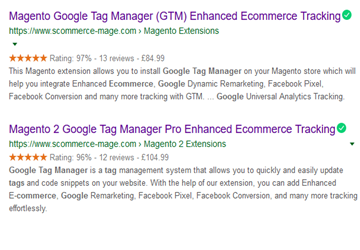 Magento Google Tag Manager (GTM) Enhanced Ecommerce Tracking
https://www.scommerce-mage.com › Magento Extensions
Rating: 97% - 13 reviews - £84.99
This Magento extension allows you to install Google Tag Manager on your Magento store which will
help you integrate Enhanced Ecommerce, Google Dynamic Remarketing, Facebook Pixel,
Facebook Conversion and many more tracking with GTM. ... Google Universal Analytics Tracking.
Magento 2 Google Tag Manager Pro Enhanced Ecommerce Tracking
https://www.scommerce-mage.com › Magento 2 Extensions
Rating: 96% - 12 reviews - £104.99
Google Tag Manager is a tag management system that allows you to quickly and easily update
tags and code snippets on your website. With the help of our extension, you can add Enhanced
E-commerce, Google Remarketing, Facebook Pixel, Facebook Conversion, and many more tracking
effortlessly.